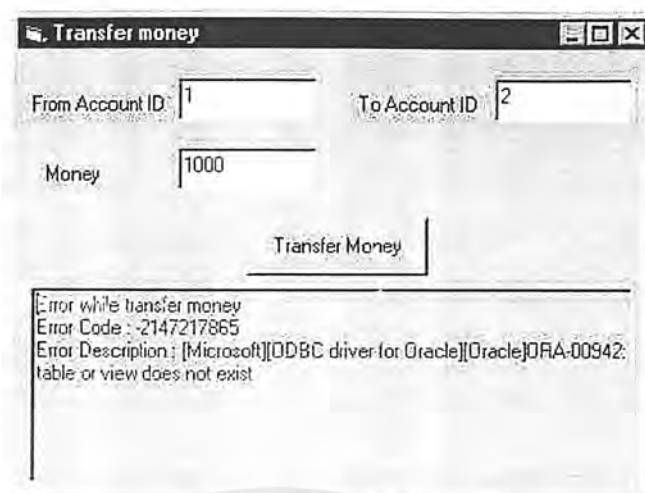 Transfer money
From Account ID 1 To Account ID 2
Money 1000
Transfer Money
Error while transfer money
Error Code : -2147217865
Error Description : [Microsoft][ODBC driver for Oracle][Oracle]ORA-00942:
table or view does not exist